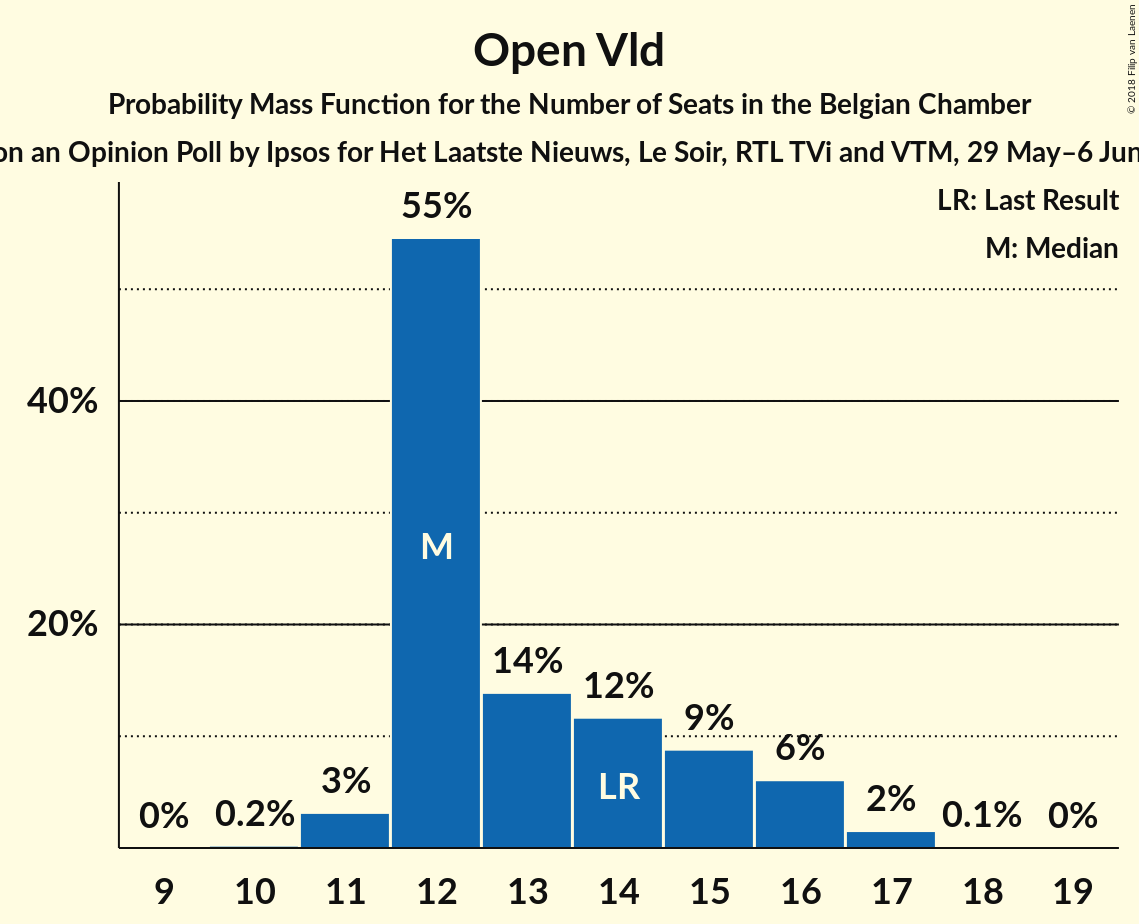 Open Vld
Probability Mass Function for the Number of Seats in the Belgian Chamber
on an Opinion Poll by Ipsos for Het Laatste Nieuws, Le Soir, RTL TVi and VTM, 29 May–6 Jun
© 2018 Filip van Laenen
LR: Last Result
M: Median
55%
40%
M
20%
14%
12%
9%
6%
LR
3%
2%
0%
0.2%
0.1%
0%
9 10 11 12 13 14 15 16 17 18 19